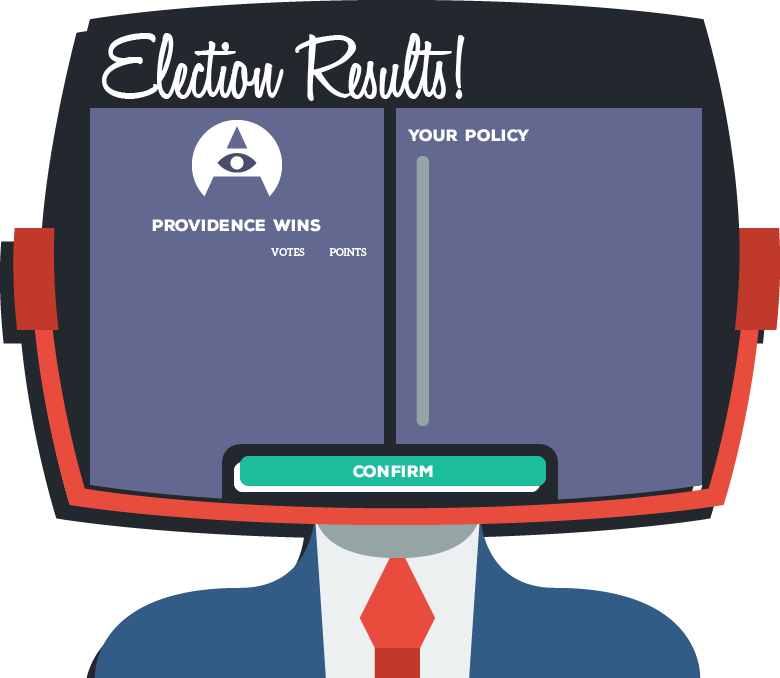 Election Results!
PROVIDENCE WINS
VOTES POINTS
YOUR POLICY
CONFIRM